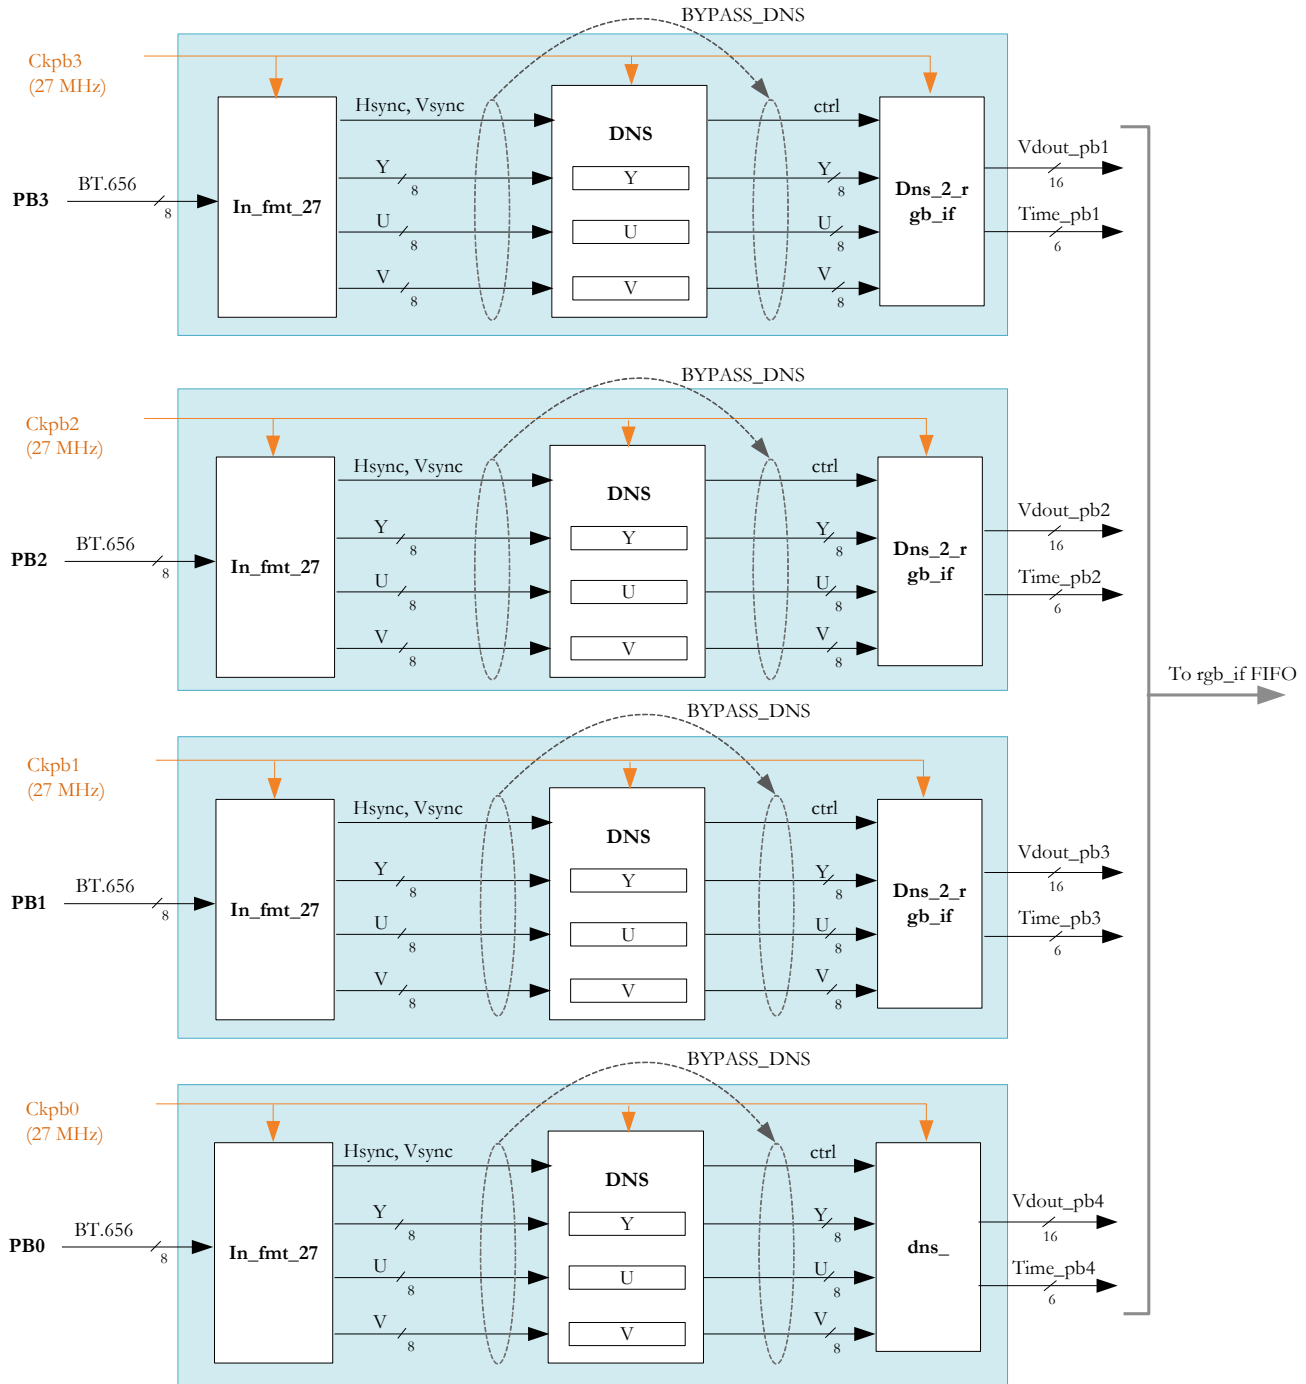 BYPASS_DNS
Ckpb3
(27 MHz)
Hsync, Vsync
ctrl
DNS
Vdout_pb1
16
BT.656
8
PB3
In_fmt_27
Y
8
Y
Y
8
Dns_2_r
gb_if
Time_pb1
6
U
8
U
U
8
V
8
V
V
8
BYPASS_DNS
Ckpb2
(27 MHz)
Hsync, Vsync
ctrl
DNS
Vdout_pb2
16
BT.656
8
PB2
In_fmt_27
Y
8
Y
Y
8
Dns_2_r
gb_if
Time_pb2
6
U
8
U
U
8
V
8
V
V
8
To rgb_if FIFO
BYPASS_DNS
Ckpb1
(27 MHz)
Hsync, Vsync
ctrl
DNS
Vdout_pb3
16
BT.656
8
PB1
In_fmt_27
Y
8
Y
Y
8
Dns_2_r
gb_if
Time_pb3
6
U
8
U
U
8
V
8
V
V
8
BYPASS_DNS
Ckpb0
(27 MHz)
Hsync, Vsync
ctrl
DNS
Vdout_pb4
16
BT.656
8
PB0
In_fmt_27
Y
8
Y
Y
8
dns_
Time_pb4
6
U
8
U
U
8
V
8
V
V
8